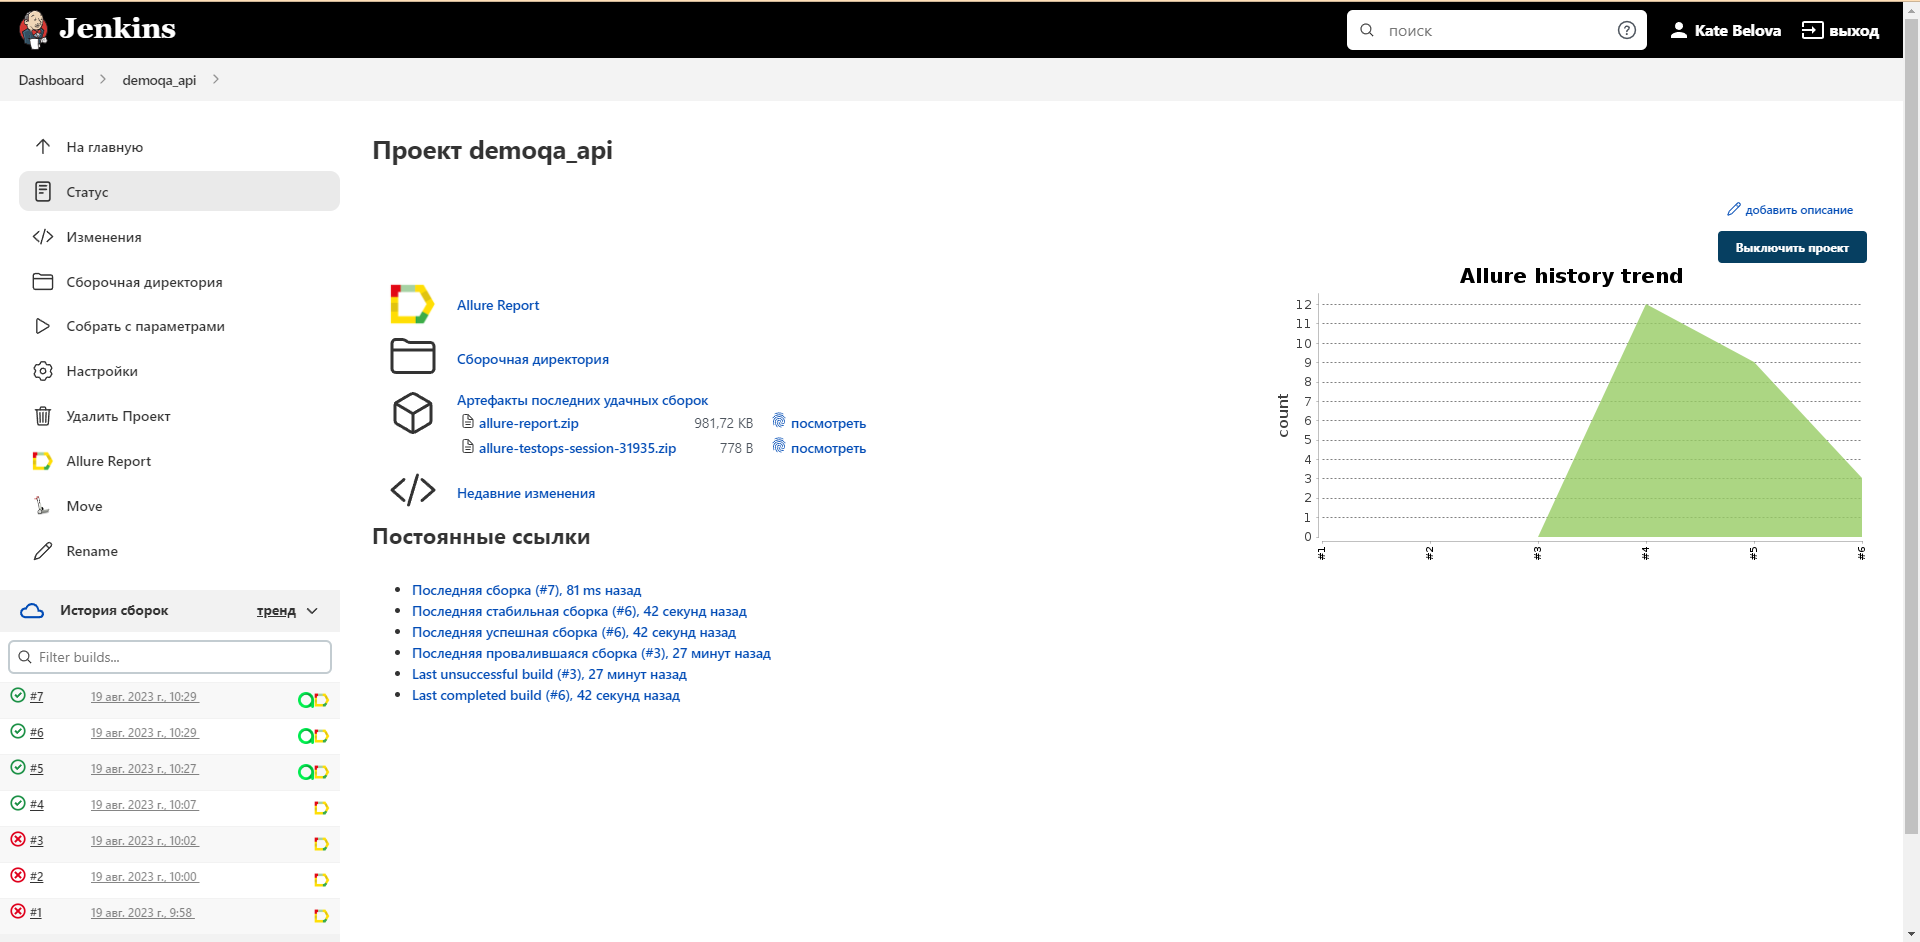 Jenkins
поиск
Kate Belova
выход
Dashboard
demoqa_api
На главную
Статус
Изменения
Сборочная директория
Собрать с параметрами
Настройки
Удалить Проект
Allure Report
Move
Rename
История сборок
тренд
Filter builds...
#7 19 авг. 2023 г., 10:29
#6 19 авг. 2023 г., 10:29
#5 19 авг. 2023 г., 10:27
#4 19 авг. 2023 г., 10:07
#3 19 авг. 2023 г., 10:02
#2 19 авг. 2023 г., 10:00
#1 19 авг. 2023 г., 9:58
Проект demoqa_api
добавить описание
Выключить проект
Allure Report
Сборочная директория
Артефакты последних удачных сборок
allure-report.zip 981,72 KB посмотреть
allure-testops-session-31935.zip 778 B посмотреть
Недавние изменения
Постоянные ссылки
Последняя сборка (#7), 81 ms назад
Последняя стабильная сборка (#6), 42 секунд назад
Последняя успешная сборка (#6), 42 секунд назад
Последняя провалившаяся сборка (#3), 27 минут назад
Last unsuccessful build (#3), 27 минут назад
Last completed build (#6), 42 секунд назад
Allure history trend
count
12
11
10
9
8
7
6
5
4
3
2
1
0
#1 #2 #3 #4 #5 #6